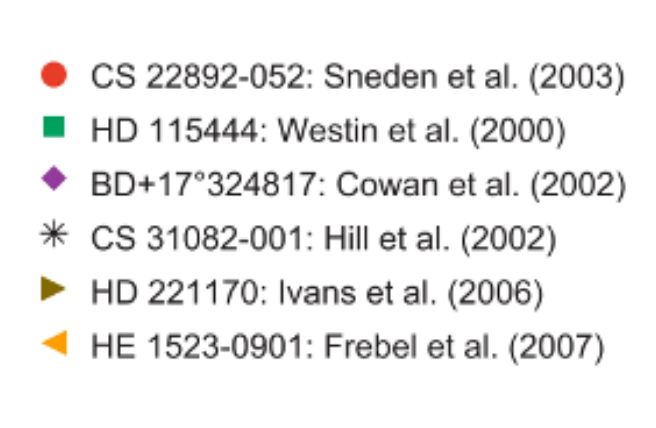 CS 22892-052: Sneden et al. (2003)
HD 115444: Westin et al. (2000)
BD+17°324817: Cowan et al. (2002)
CS 31082-001: Hill et al. (2002)
HD 221170: Ivans et al. (2006)
HE 1523-0901: Frebel et al. (2007)